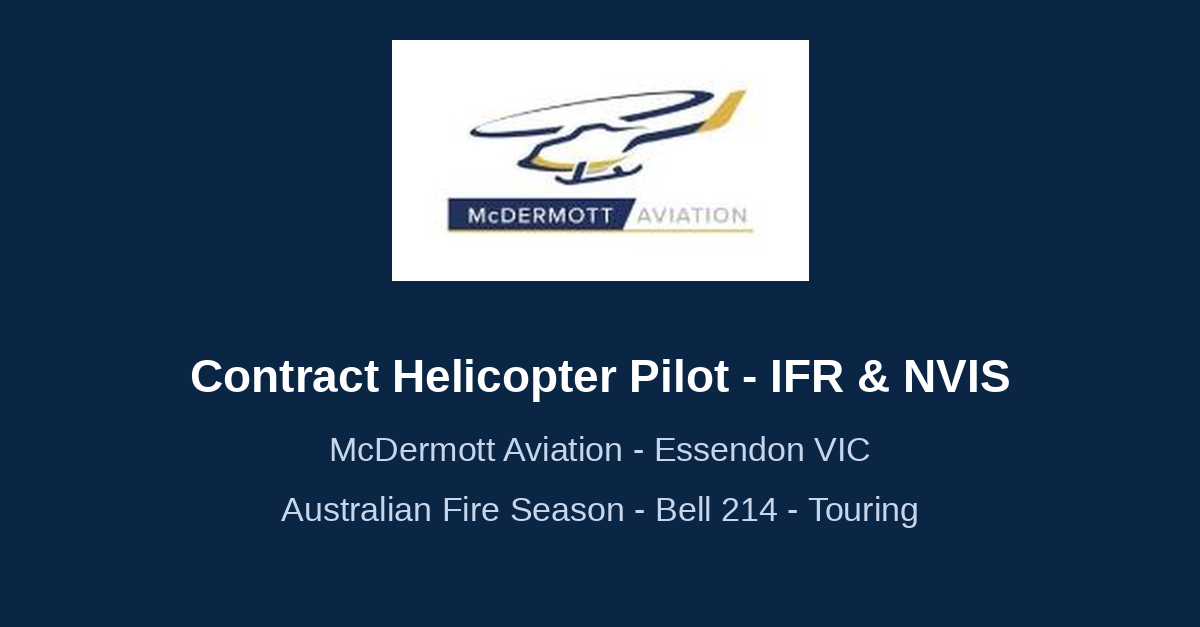 McDERMOTT AVIATION
Contract Helicopter Pilot - IFR & NVIS
McDermott Aviation - Essendon VIC
Australian Fire Season - Bell 214 - Touring